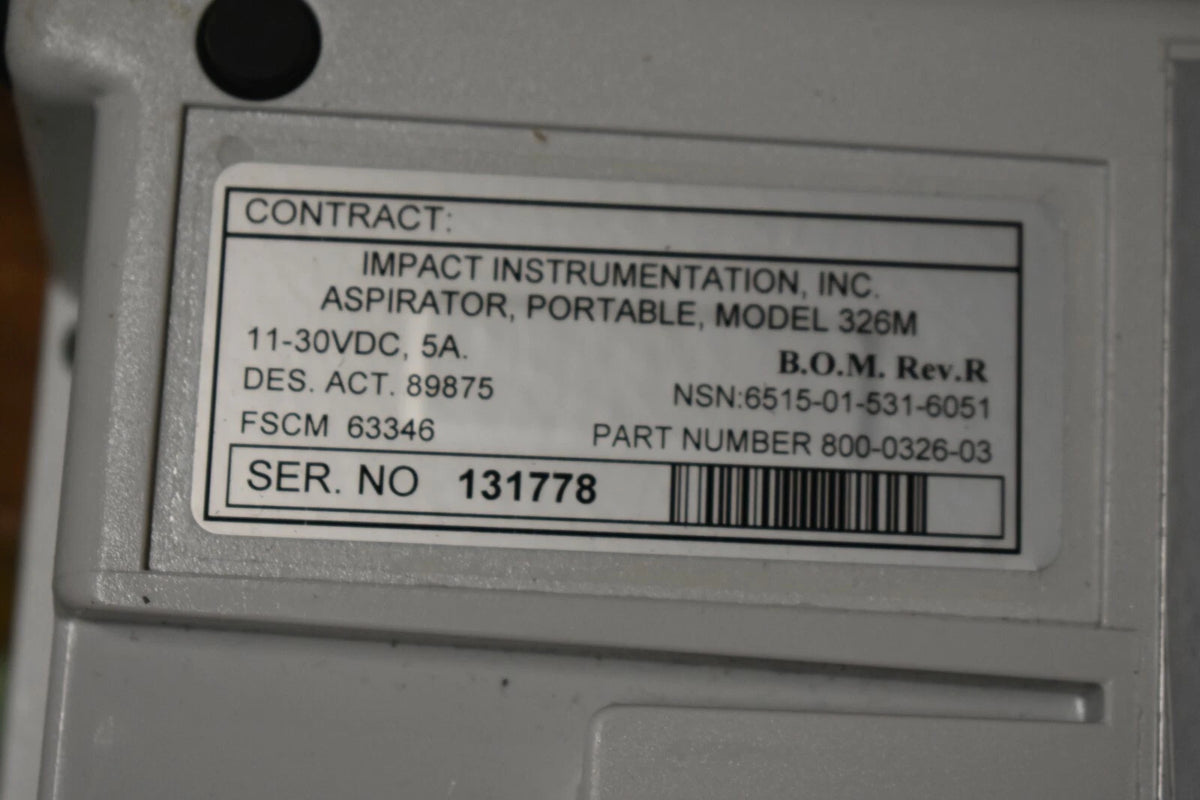 CONTRACT:
IMPACT INSTRUMENTATION, INC.
ASPIRATOR, PORTABLE, MODEL 326M
11-30VDC, 5A.
B.O.M. Rev.R
DES. ACT. 89875
NSN:6515-01-531-6051
FSCM 63346
PART NUMBER 800-0326-03
SER. NO 131778